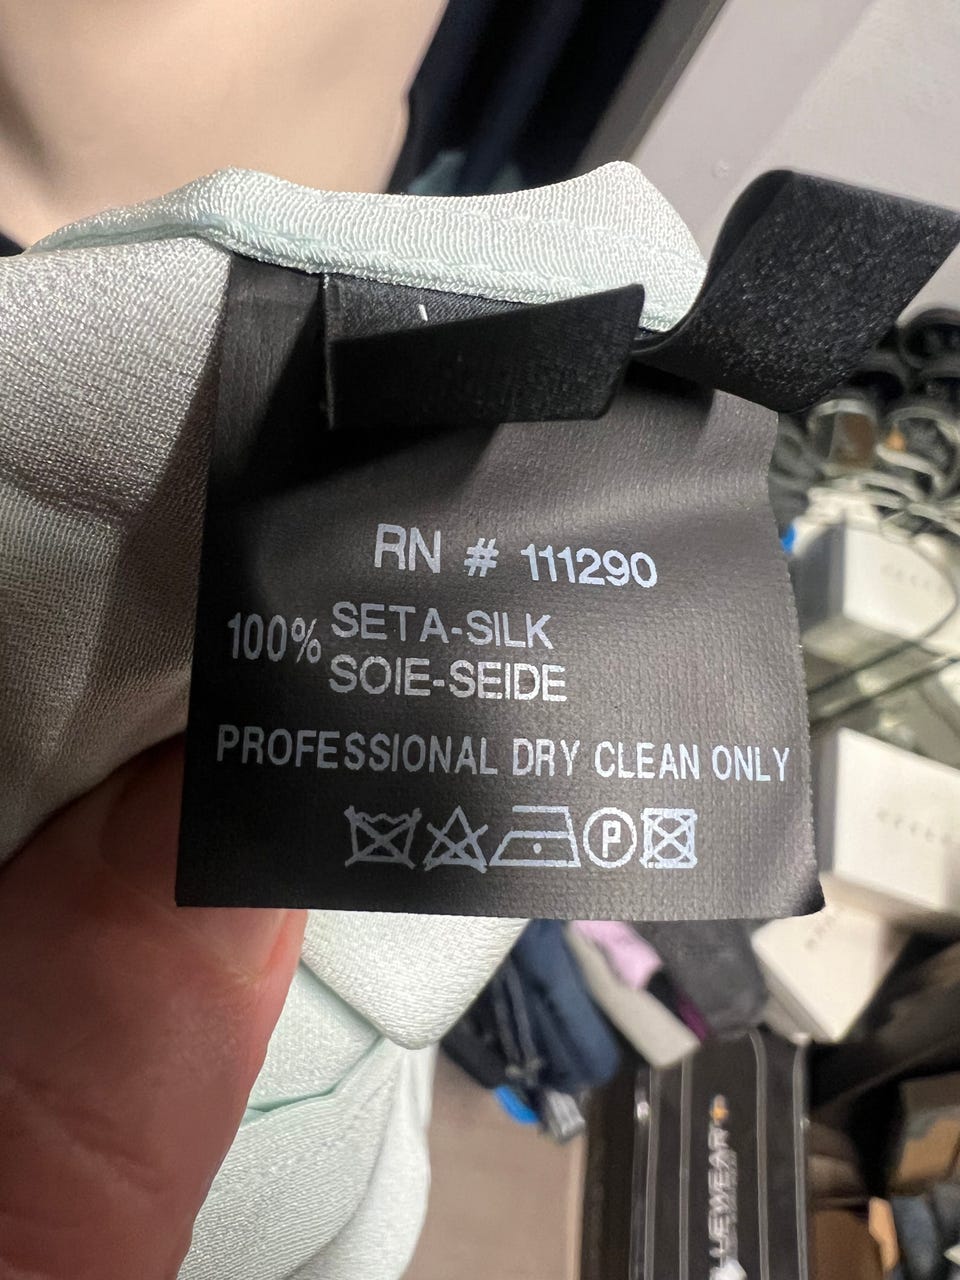 RN # 111290
100% SETA-SILK
SOIE-SEIDE
PROFESSIONAL DRY CLEAN ONLY
P